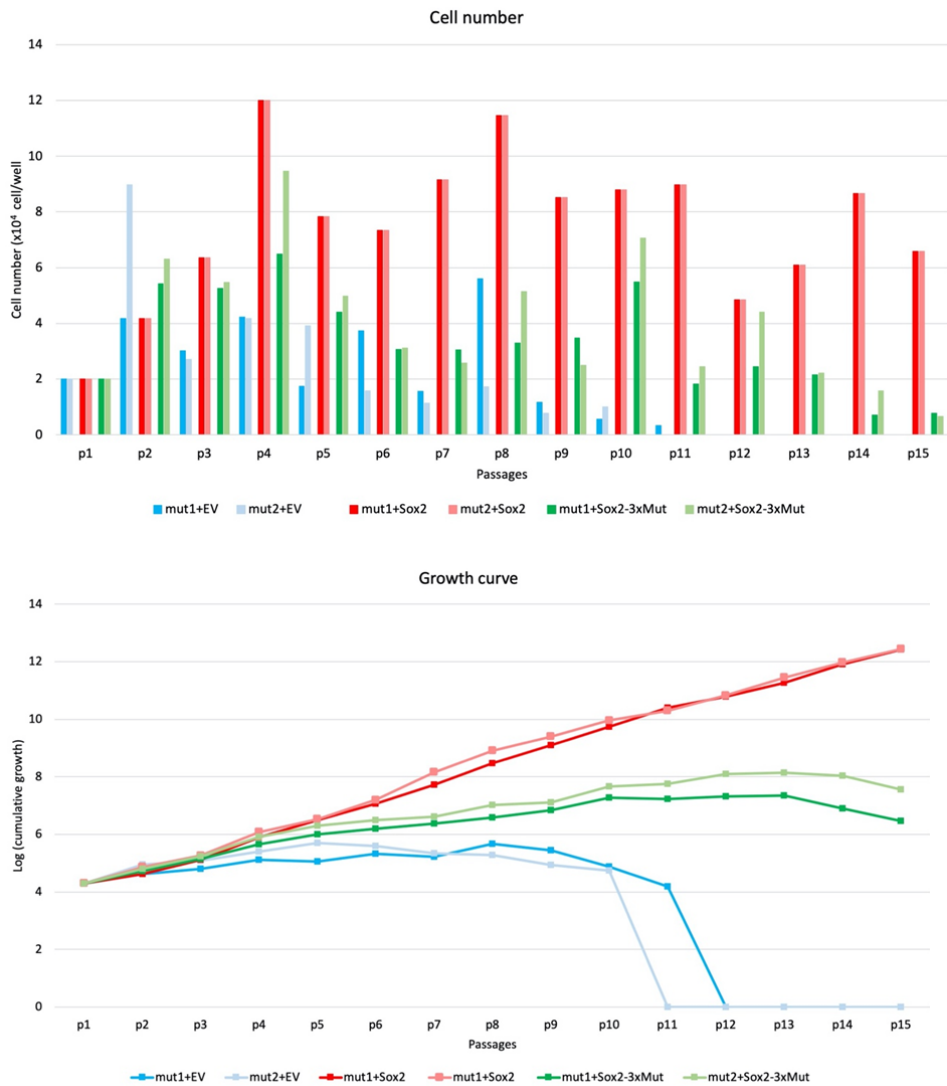 Cell number
14
12
10
8
6
4
2
0
Cell number (x10⁴ cell/well
p1 p2 p3 p4 p5 p6 p7 p8 p9 p10 p11 p12 p13 p14 p15
Passages
mut1+EV mut2+EV mut1+Sox2 mut2+Sox2 mut1+Sox2-3xMut mut2+Sox2-3xMut
Growth curve
14
12
10
8
6
4
2
0
Log (cumulative growth)
p1 p2 p3 p4 p5 p6 p7 p8 p9 p10 p11 p12 p13 p14 p15
Passages
mut1+EV mut2+EV mut1+Sox2 mut1+Sox2 mut1+Sox2-3xMut mut2+Sox2-3xMut